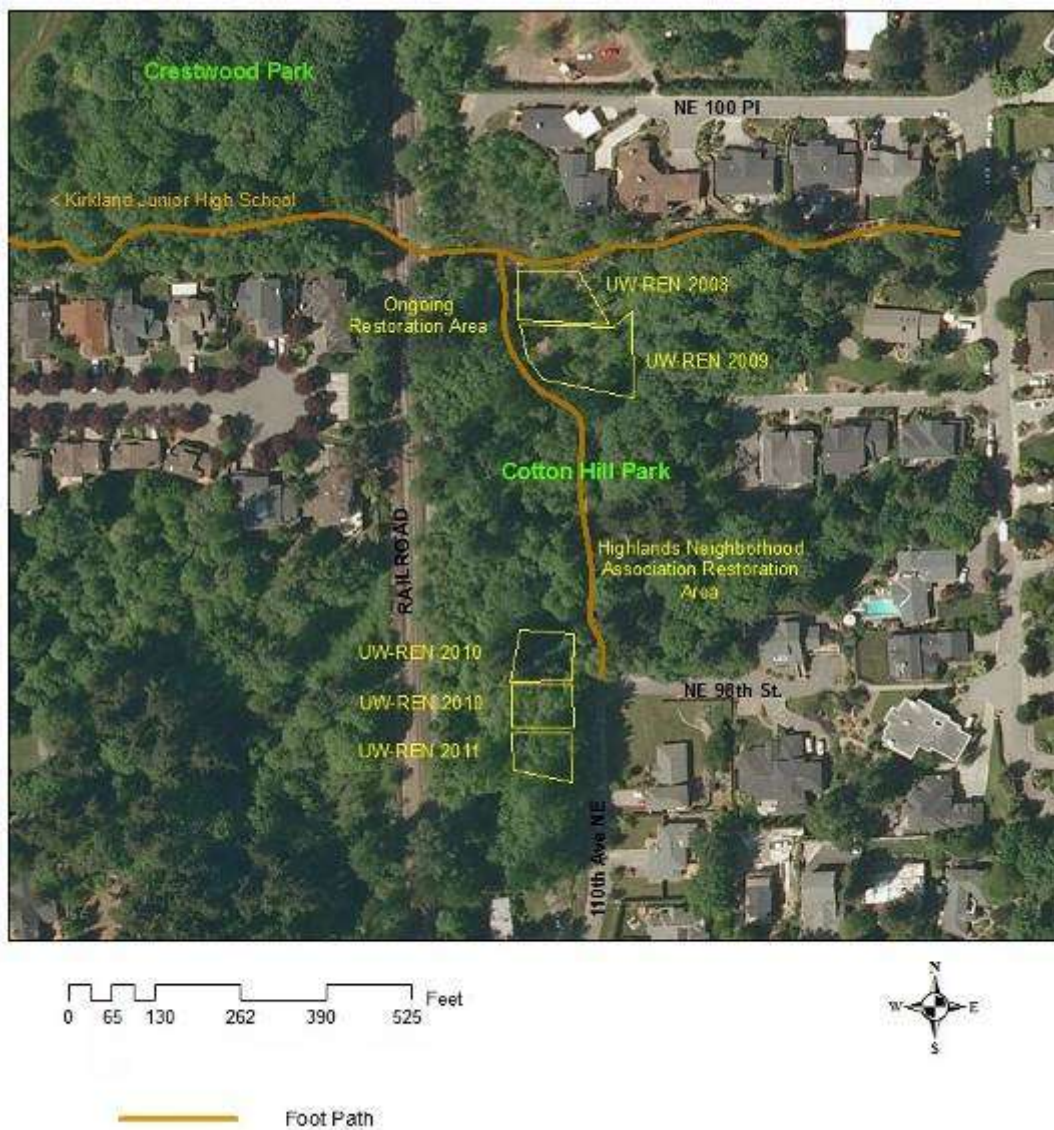 Crestwood Park
NE 100 Pl
< Kirkland Junior High School
UW-REN 2008
Ongoing
Restoration Area
UW-REN 2009
Cotton Hill Park
RAILROAD
Highlands Neighborhood
Association Restoration
Area
UW-REN 2010
NE 98th St.
UW-REN 2010
UW-REN 2011
110th Ave NE
0 65 130 262 390 525 Feet
N
W E
S
Foot Path